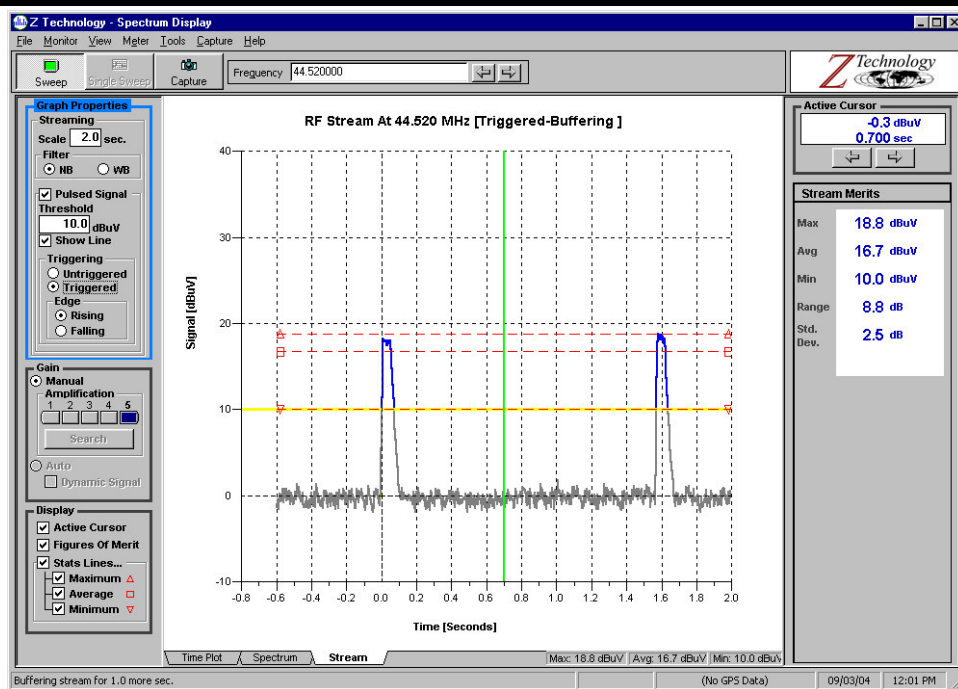 Z Technology - Spectrum Display
File Monitor View Meter Tools Capture Help
Sweep Single Sweep Capture Frequency 44.520000
Z Technology
Graph Properties
Streaming
Scale 2.0 sec.
Filter
NB WB
Pulsed Signal
Threshold
10.0 dBuV
Show Line
Triggering
Untriggered
Triggered
Edge
Rising
Falling
Gain
Manual
Amplification
1 2 3 4 5
Search
Auto
Dynamic Signal
Display
Active Cursor
Figures Of Merit
Stats Lines...
Maximum
Average
Minimum
RF Stream At 44.520 MHz [Triggered-Buffering ]
Signal [dBuV]
40
30
20
10
0
-10
-0.8 -0.6 -0.4 -0.2 0.0 0.2 0.4 0.6 0.8 1.0 1.2 1.4 1.6 1.8 2.0
Time [Seconds]
Time Plot Spectrum Stream
Max: 18.8 dBuV Avg: 16.7 dBuV Min: 10.0 dBuV
Active Cursor
-0.3 dBuV
0.700 sec
Stream Merits
Max 18.8 dBuV
Avg 16.7 dBuV
Min 10.0 dBuV
Range 8.8 dB
Std. Dev. 2.5 dB
Buffering stream for 1.0 more sec. (No GPS Data) 09/03/04 12:01 PM